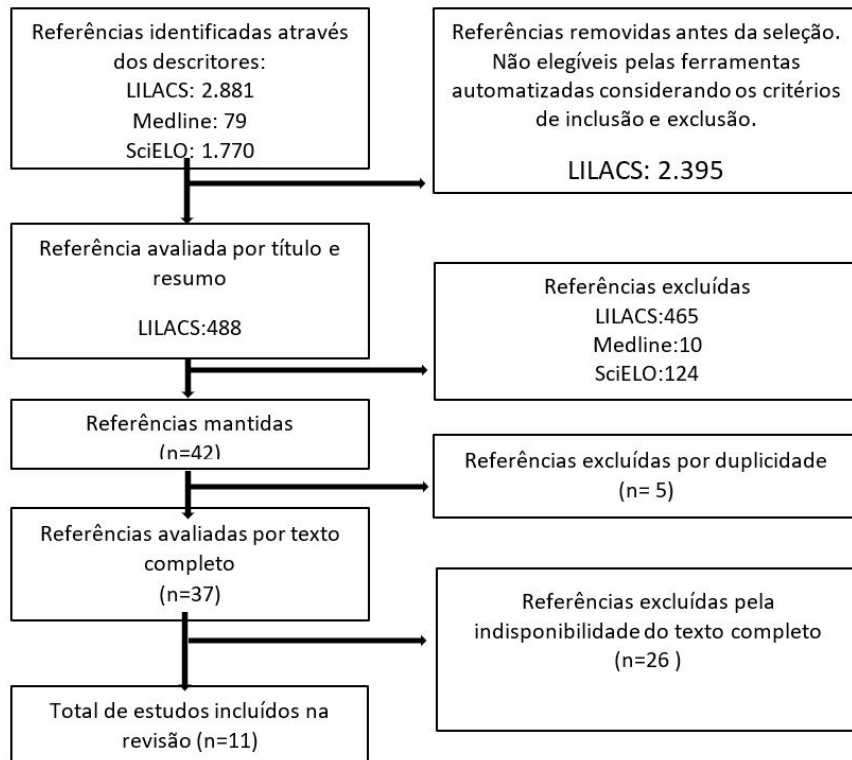 Referências identificadas através
dos descritores:
LILACS: 2.881
Medline: 79
SciELO: 1.770
Referências removidas antes da seleção.
Não elegíveis pelas ferramentas
automatizadas considerando os critérios
de inclusão e exclusão.
LILACS: 2.395
Referência avaliada por título e
resumo
LILACS:488
Referências excluídas
LILACS:465
Medline:10
SciELO:124
Referências mantidas
(n=42)
Referências excluídas por duplicidade
(n= 5)
Referências avaliadas por texto
completo
(n=37)
Referências excluídas pela
indisponibilidade do texto completo
(n=26 )
Total de estudos incluídos na
revisão (n=11)